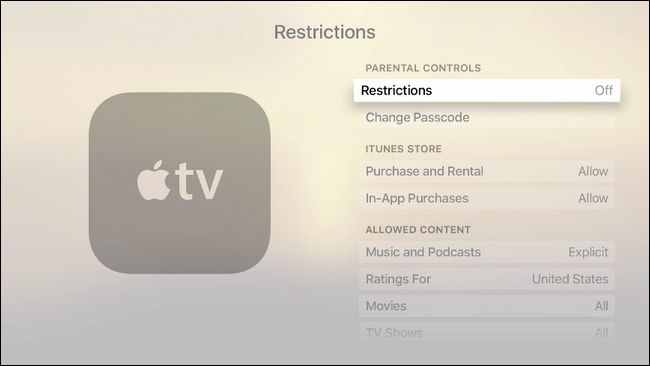 Restrictions
tv
PARENTAL CONTROLS
Restrictions Off
Change Passcode
ITUNES STORE
Purchase and Rental Allow
In-App Purchases Allow
ALLOWED CONTENT
Music and Podcasts Explicit
Ratings For United States
Movies All
TV Shows All